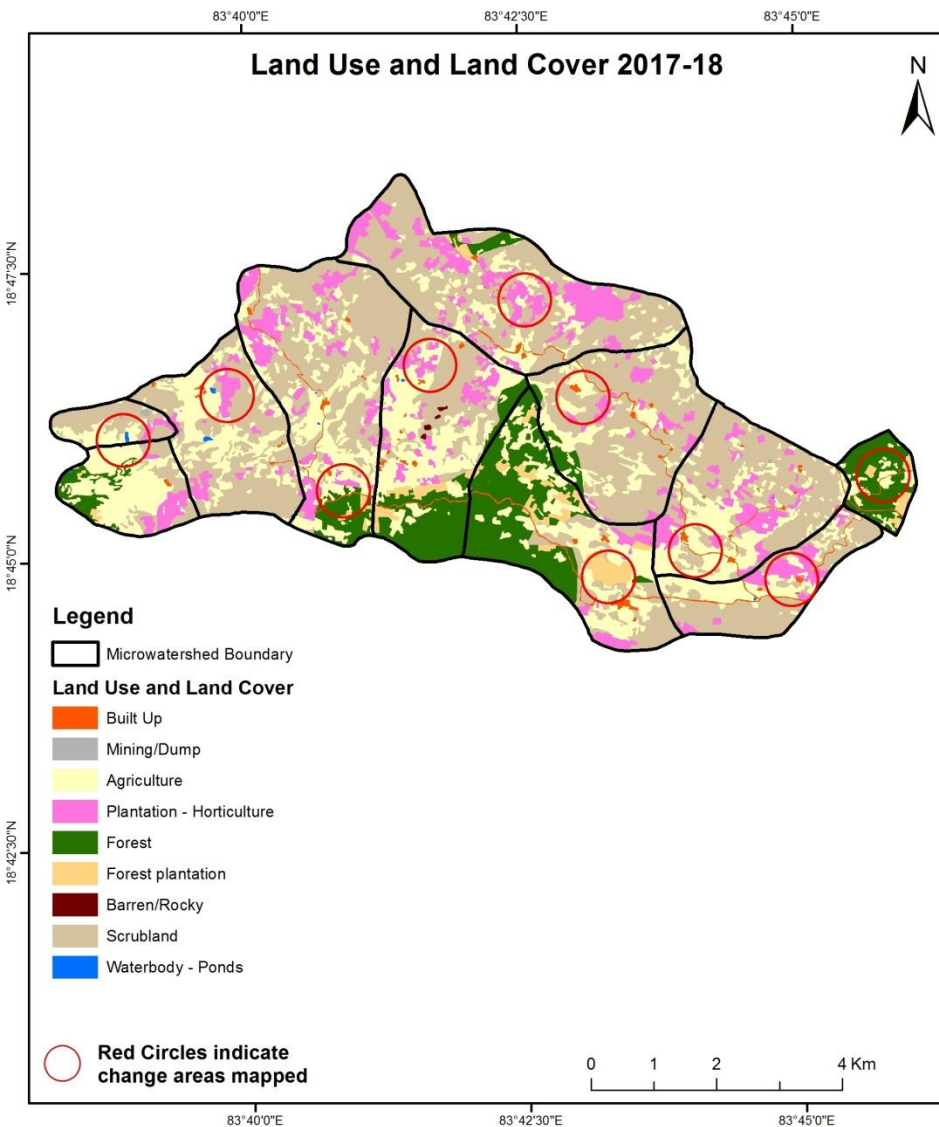 83°40'0"E 83°42'30"E 83°45'0"E
Land Use and Land Cover 2017-18
N
18°47'30"N
18°45'0"N
18°42'30"N
Legend
Microwatershed Boundary
Land Use and Land Cover
Built Up
Mining/Dump
Agriculture
Plantation - Horticulture
Forest
Forest plantation
Barren/Rocky
Scrubland
Waterbody - Ponds
Red Circles indicate
change areas mapped
0 1 2 4 Km
83°40'0"E 83°42'30"E 83°45'0"E